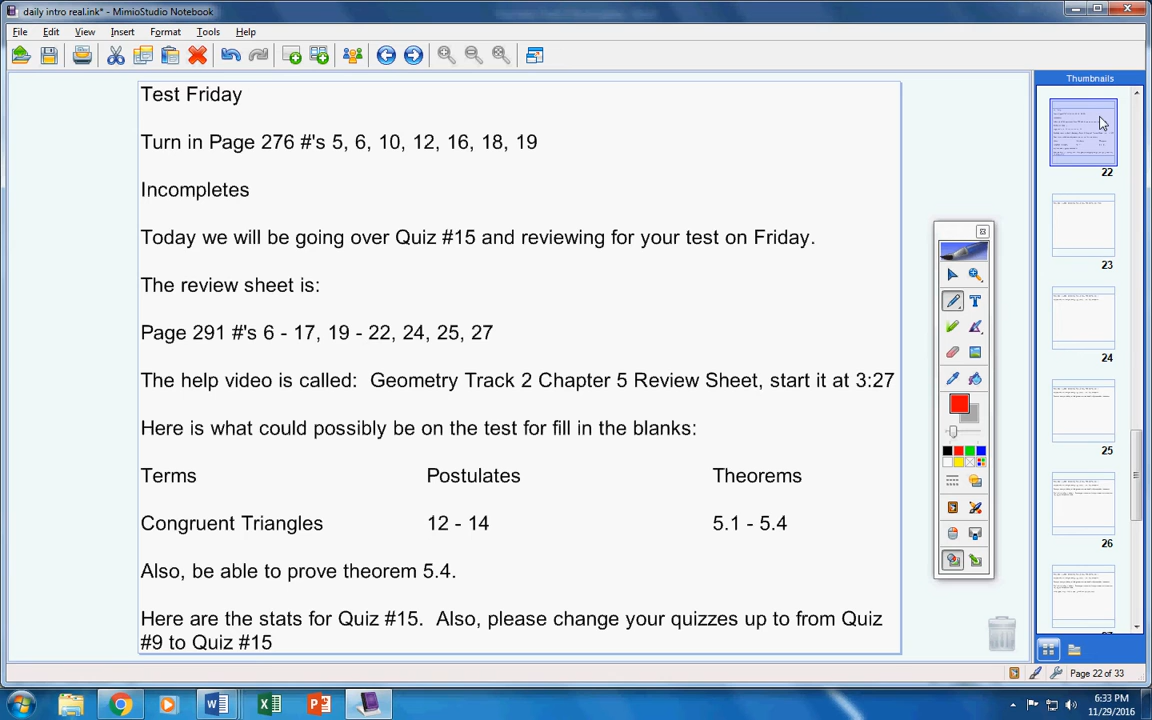 daily intro real.ink* - MimioStudio Notebook
File Edit View Insert Format Tools Help
Test Friday
Turn in Page 276 #'s 5, 6, 10, 12, 16, 18, 19
Incompletes
Today we will be going over Quiz #15 and reviewing for your test on Friday.
The review sheet is:
Page 291 #'s 6 - 17, 19 - 22, 24, 25, 27
The help video is called:  Geometry Track 2 Chapter 5 Review Sheet, start it at 3:27
Here is what could possibly be on the test for fill in the blanks:
Terms Postulates Theorems
Congruent Triangles 12 - 14 5.1 - 5.4
Also, be able to prove theorem 5.4.
Here are the stats for Quiz #15.  Also, please change your quizzes up to from Quiz
#9 to Quiz #15
Thumbnails
22
23
24
25
26
Page 22 of 33
6:33 PM
11/29/2016